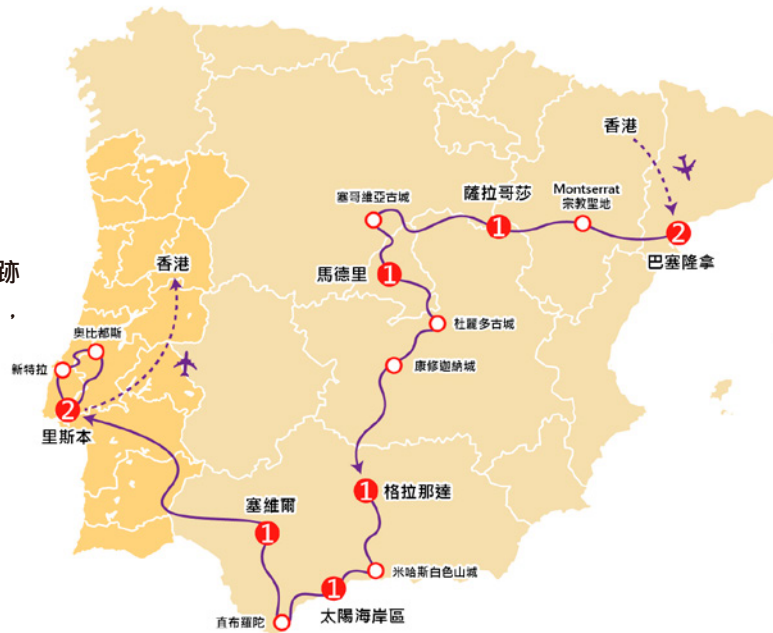 香港
Montserrat
宗教聖地
薩拉哥莎
塞哥維亞古城
1
2
巴塞隆拿
馬德里
1
杜麗多古城
康修迦納城
跡
，
香港
奧比都斯
新特拉
2
里斯本
1
格拉那達
塞維爾
1
米哈斯白色山城
1
太陽海岸區
直布羅陀